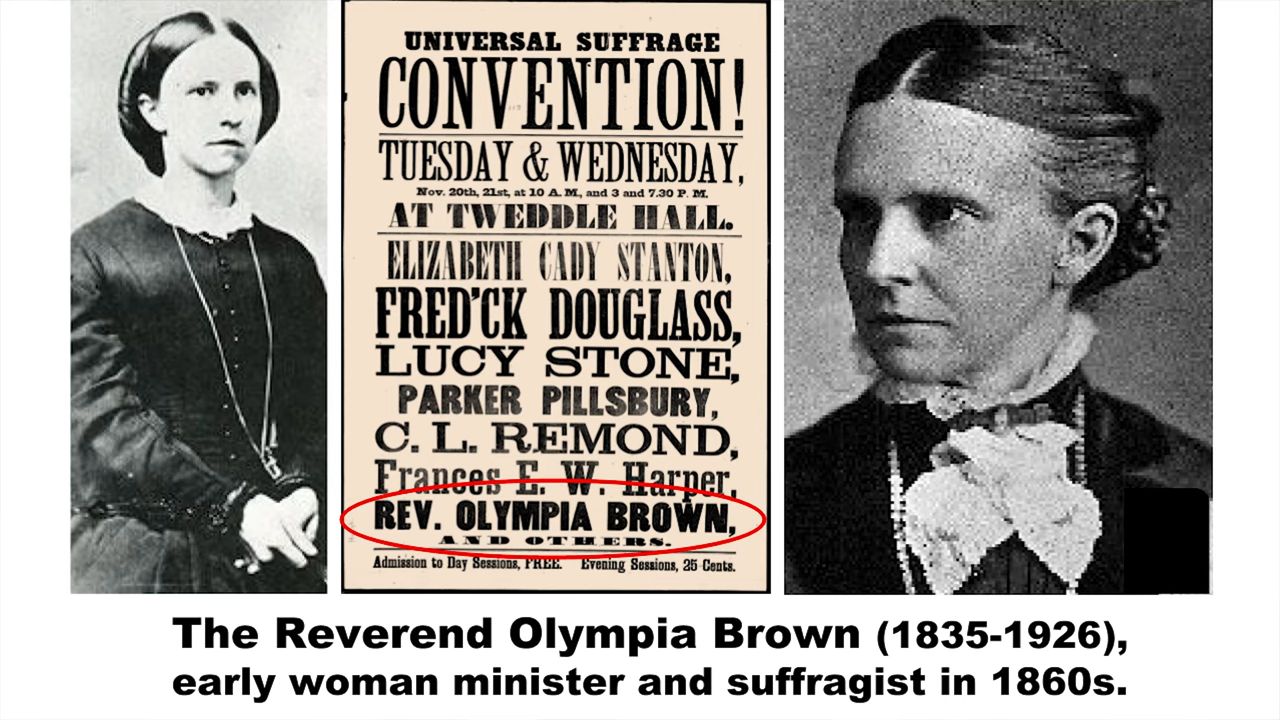 UNIVERSAL SUFFRAGE
CONVENTION!
TUESDAY & WEDNESDAY,
Nov. 20th, 21st, at 10 A. M., and 3 and 7.30 P. M.
AT TWEDDLE HALL.
ELIZABETH CADY STANTON,
FRED'CK DOUGLASS,
LUCY STONE,
PARKER PILLSBURY,
C. L. REMOND,
Frances E. W. Harper,
REV. OLYMPIA BROWN,
AND OTHERS.
Admission to Day Sessions, FREE. Evening Sessions, 25 Cents.
The Reverend Olympia Brown (1835-1926),
early woman minister and suffragist in 1860s.